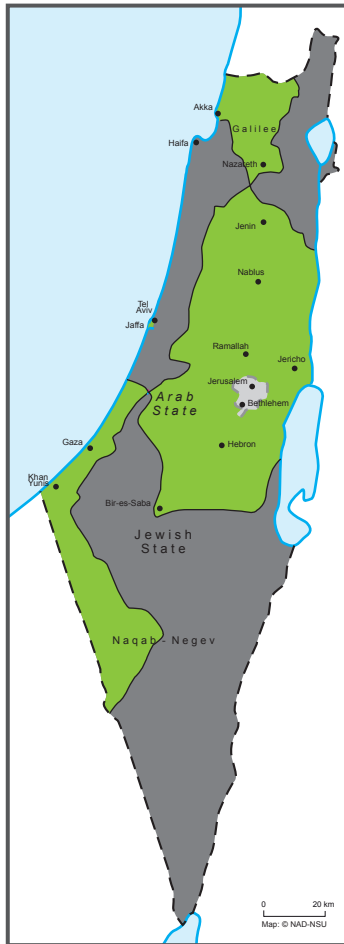 Akka
Galilee
Haifa
Nazareth
Jenin
Nablus
Tel
Aviv
Jaffa
Ramallah
Jericho
Jerusalem
Arab
State
Bethlehem
Gaza
Hebron
Khan
Yunis
Bir-es-Saba
Jewish
State
Naqab - Negev
0 20 km
Map: © NAD-NSU